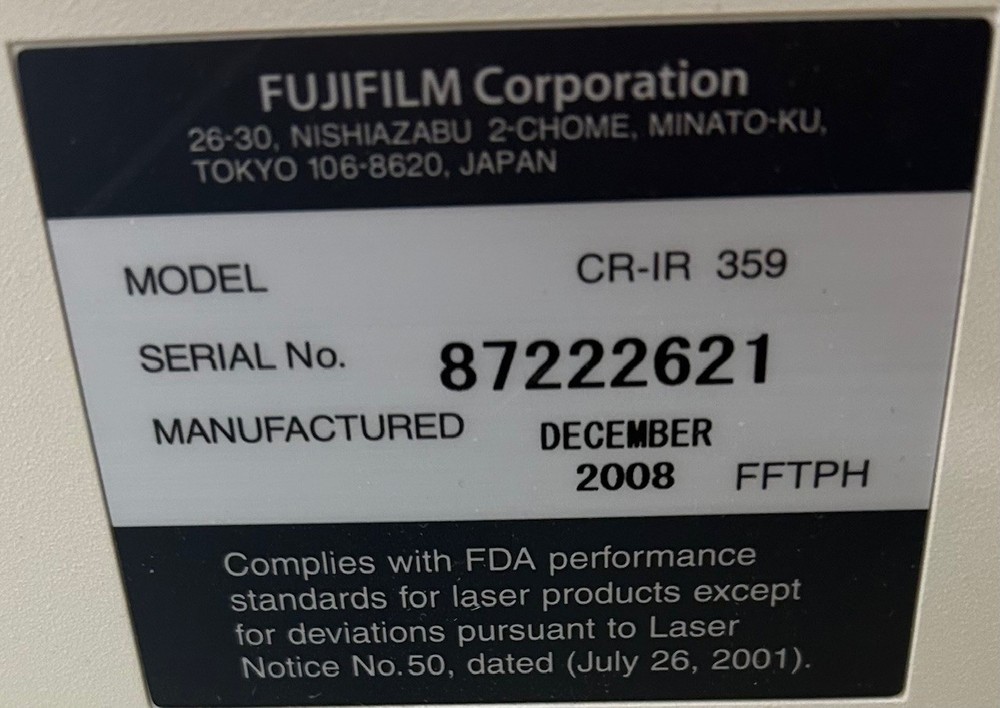 FUJIFILM Corporation
26-30, NISHIAZABU 2-CHOME, MINATO-KU,
TOKYO 106-8620, JAPAN
MODEL CR-IR 359
SERIAL No. 87222621
MANUFACTURED DECEMBER
2008 FFTPH
Complies with FDA performance
standards for laser products except
for deviations pursuant to Laser
Notice No.50, dated (July 26, 2001).